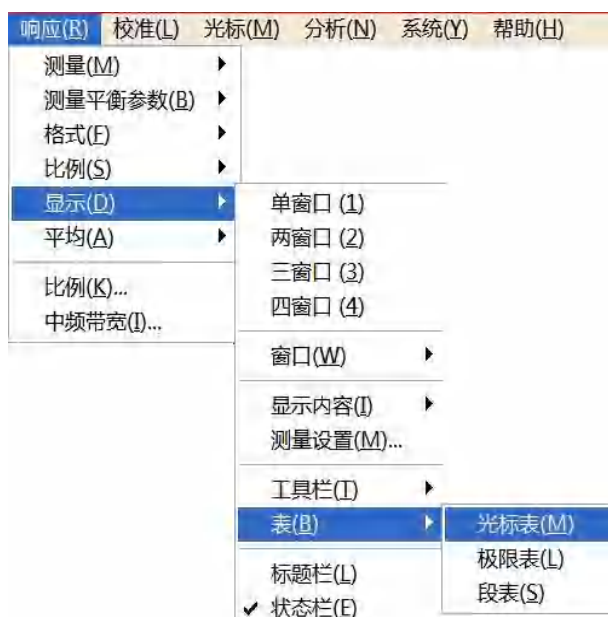 响应(R) 校准(L) 光标(M) 分析(N) 系统(Y) 帮助(H)
测量(M)
测量平衡参数(B)
格式(F)
比例(S)
显示(D)
平均(A)
比例(K)...
中频带宽(I)...
单窗口 (1)
两窗口 (2)
三窗口 (3)
四窗口 (4)
窗口(W)
显示内容(I)
测量设置(M)...
工具栏(T)
表(B)
标题栏(L)
状态栏(E)
光标表(M)
极限表(L)
段表(S)